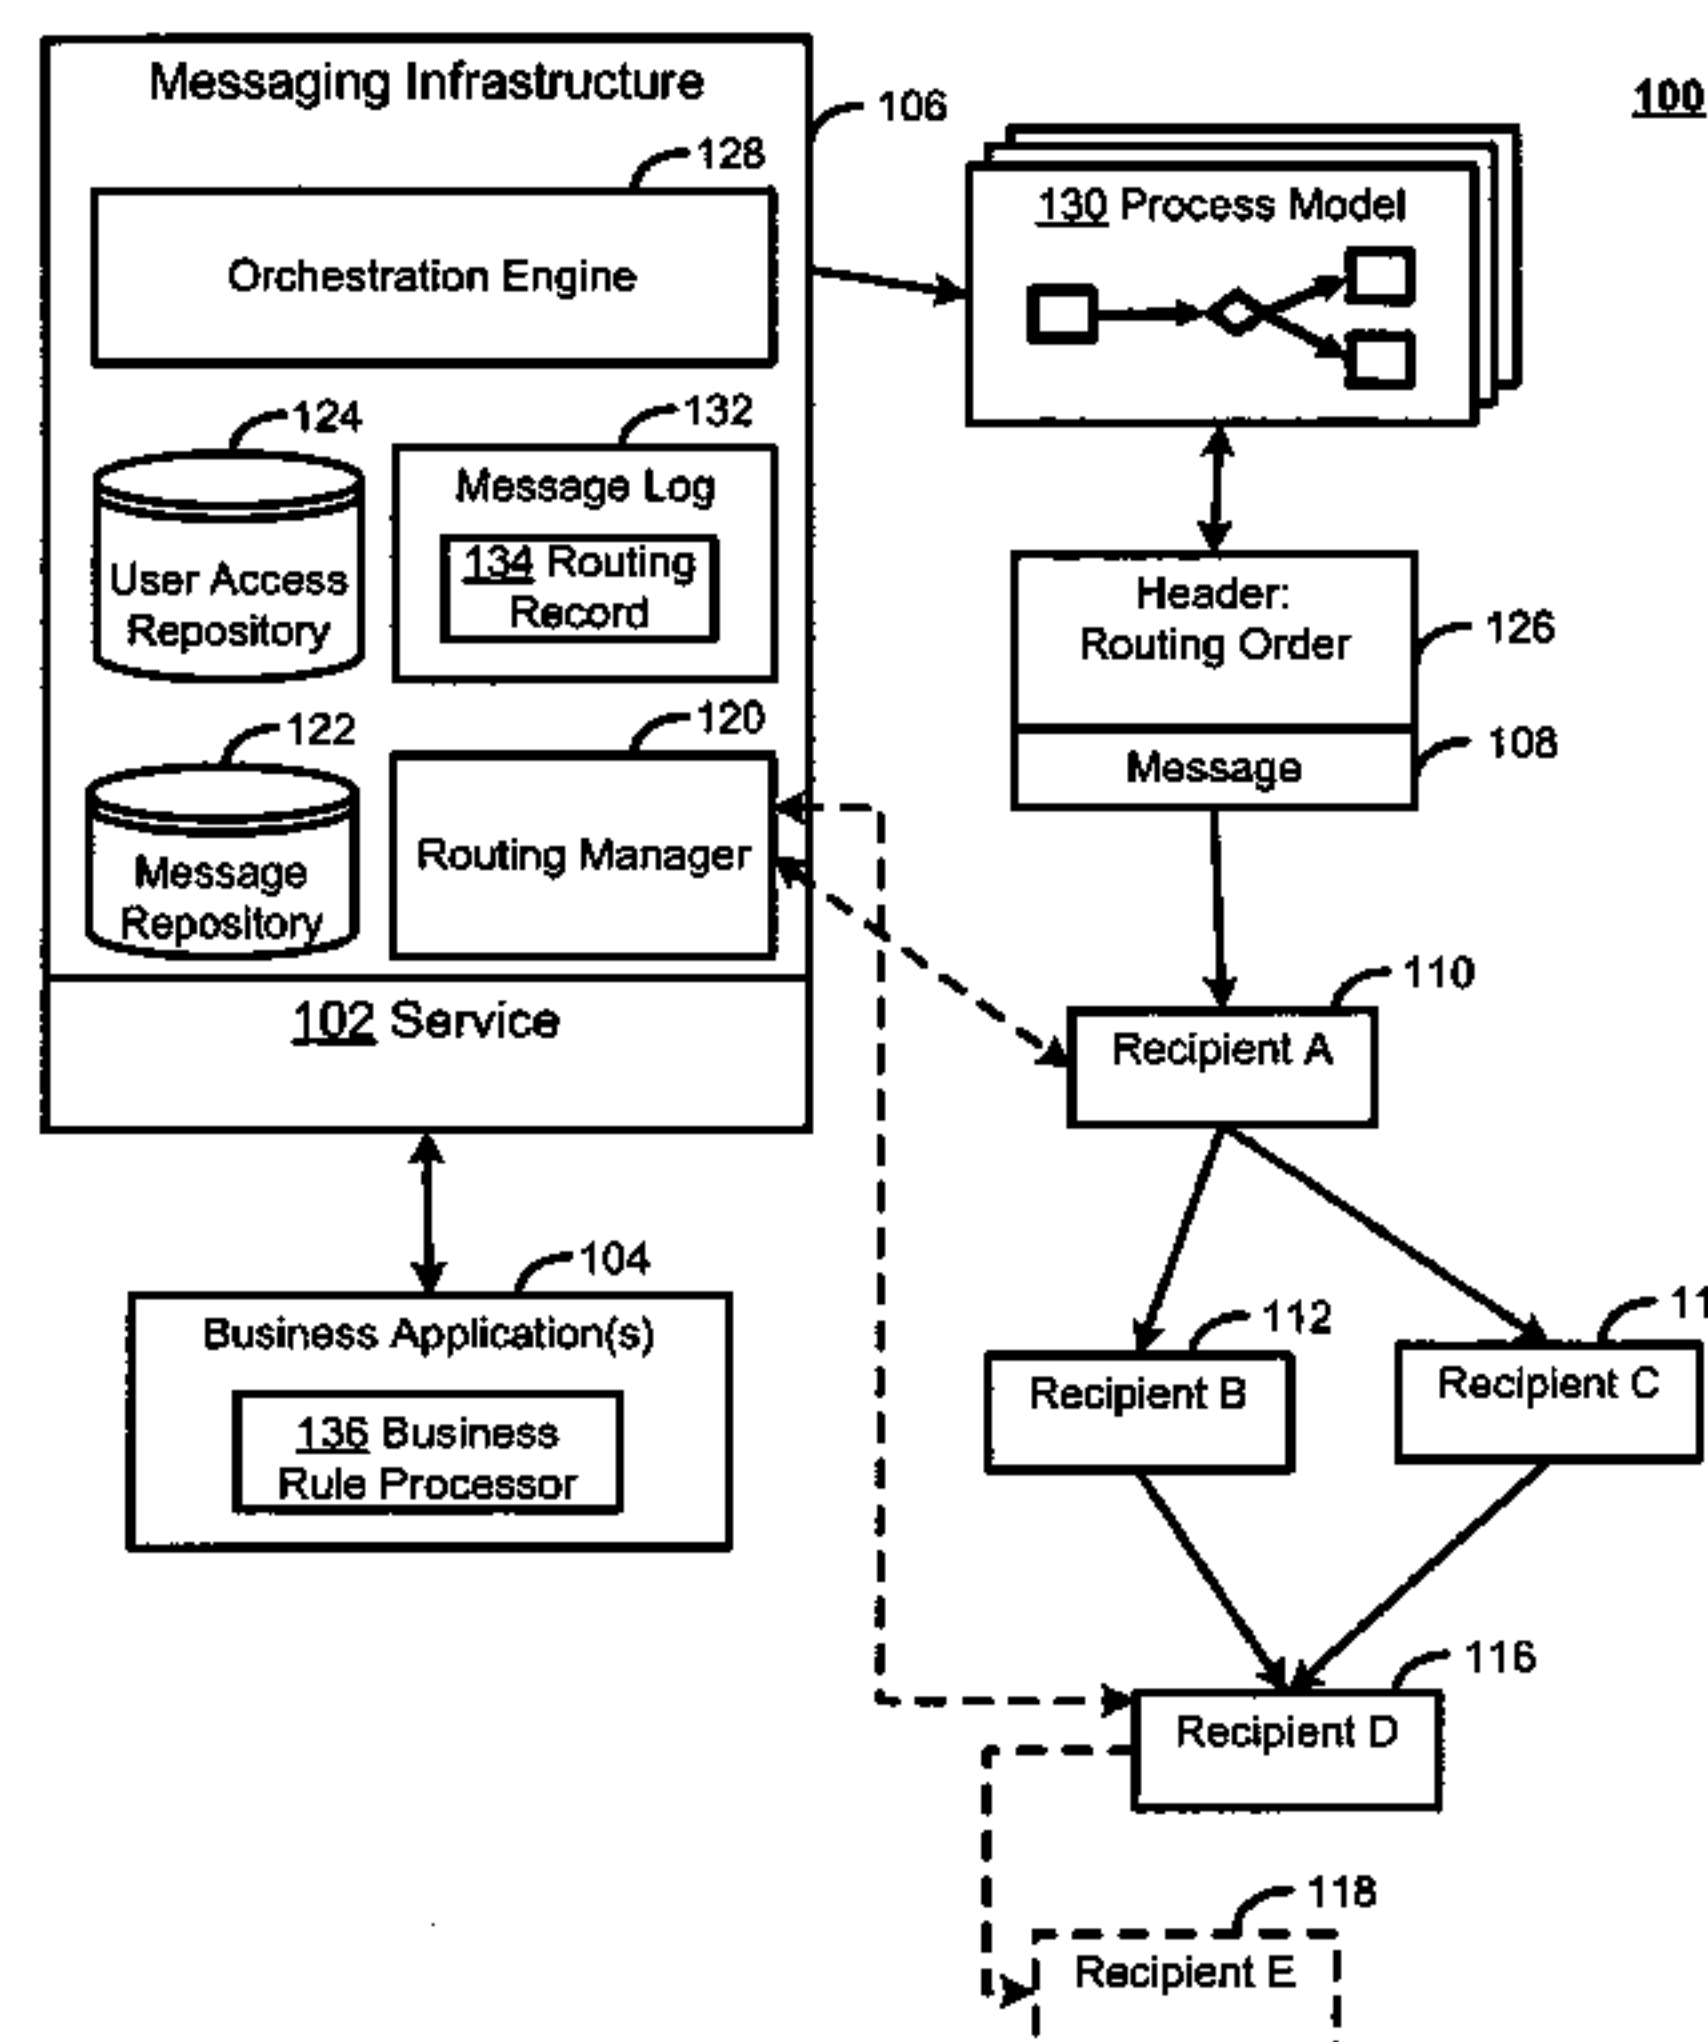 Messaging Infrastructure
106
100
128
Orchestration Engine
130 Process Model
124
132
User Access
Repository
Message Log
134 Routing
Record
Header:
Routing Order
126
122
120
108
Message
Message
Repository
Routing Manager
110
102 Service
Recipient A
104
Business Application(s)
136 Business
Rule Processor
112
11
Recipient B
Recipient C
116
Recipient D
118
Recipient E